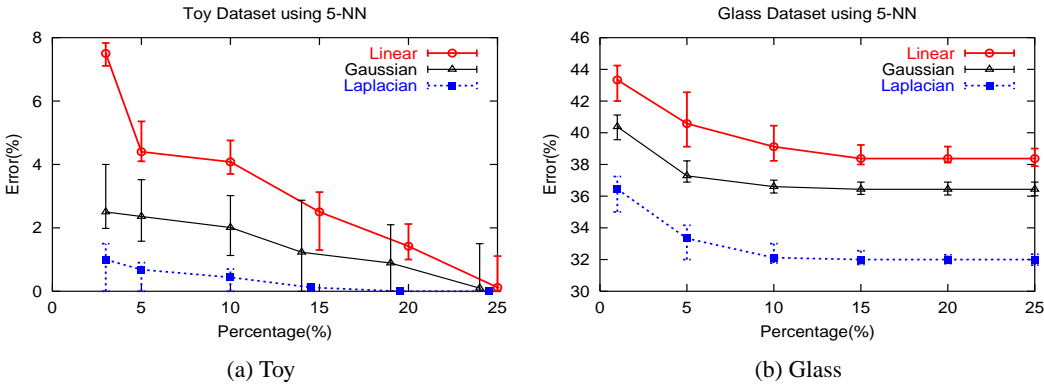 Toy Dataset using 5-NN
8
6
4
2
0
Error(%)
Linear
Gaussian
Laplacian
0
5
10
15
20
25
Percentage(%)
(a) Toy
Glass Dataset using 5-NN
46
44
42
40
38
36
34
32
30
Error(%)
Linear
Gaussian
Laplacian
0
5
10
15
20
25
Percentage(%)
(b) Glass